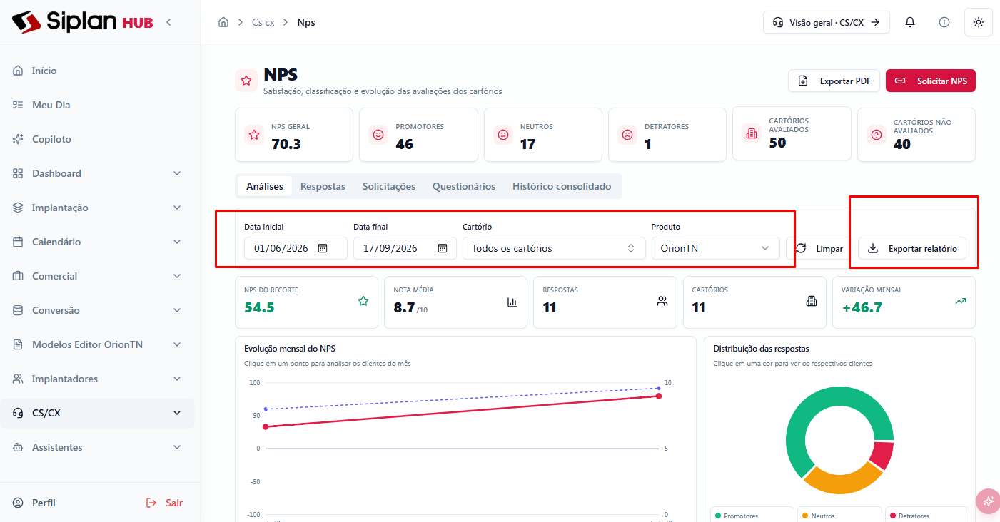 Siplan HUB
Cs cx
Nps
Visão geral · CS/CX
Início
Meu Dia
Copiloto
Dashboard
Implantação
Calendário
Comercial
Conversão
Modelos Editor OrionTN
Implantadores
CS/CX
Assistentes
Perfil
Sair
NPS
Satisfação, classificação e evolução das avaliações dos cartórios
Exportar PDF
Solicitar NPS
NPS GERAL
70.3
PROMOTORES
46
NEUTROS
17
DETRATORES
1
CARTÓRIOS
AVALIADOS
50
CARTÓRIOS NÃO
AVALIADOS
40
Análises
Respostas
Solicitações
Questionários
Histórico consolidado
Data inicial
01/06/2026
Data final
17/09/2026
Cartório
Todos os cartórios
Produto
OrionTN
Limpar
Exportar relatório
NPS DO RECORTE
54.5
NOTA MÉDIA
8.7 /10
RESPOSTAS
11
CARTÓRIOS
11
VARIAÇÃO MENSAL
+46.7
Evolução mensal do NPS
Clique em um ponto para analisar os clientes do mês
100
50
0
-50
-100
10
5
0
Distribuição das respostas
Clique em uma cor para ver os respectivos clientes
Promotores
Neutros
Detratores